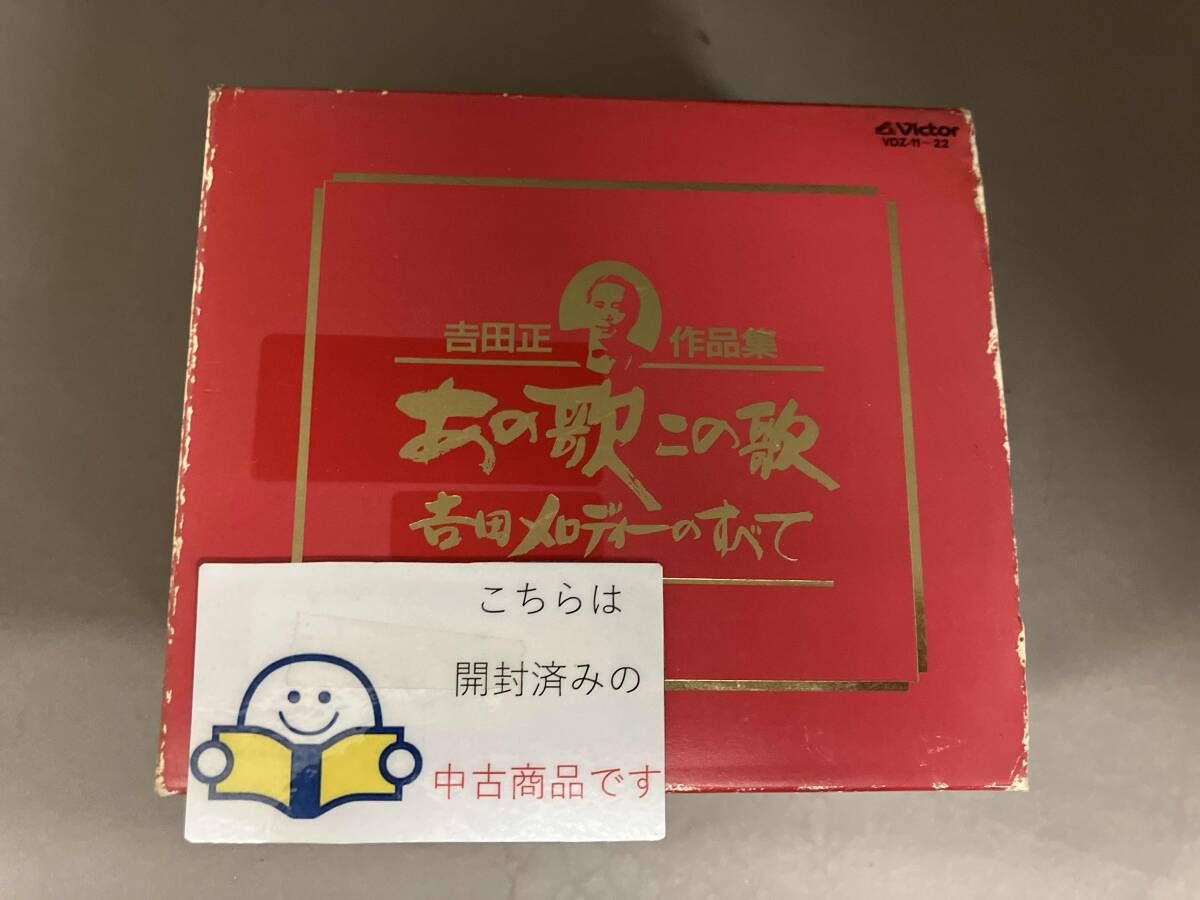 Victor
VDZ-11~22
吉田正 作品集
あの歌この歌
吉田メロディーのすべて
こちらは
開封済みの
中古商品です